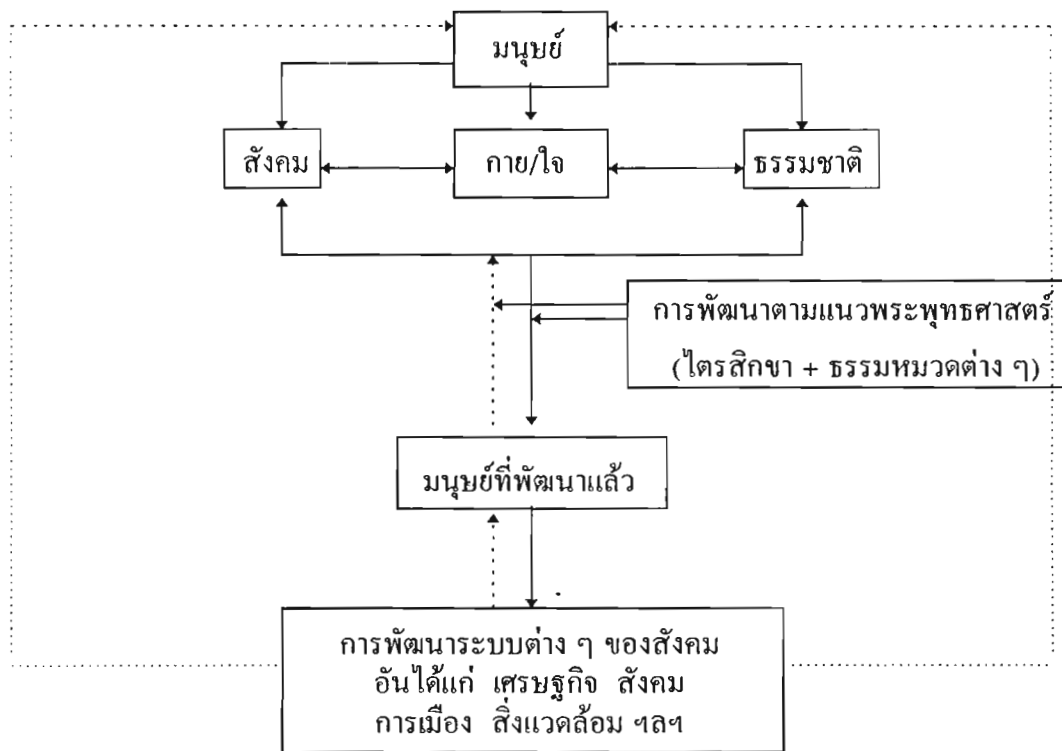 มนุษย์
สังคม
กาย/ใจ
ธรรมชาติ
การพัฒนาตามแนวพระพุทธศาสตร์
(ไตรสิกขา + ธรรมหมวดต่าง ๆ)
มนุษย์ที่พัฒนาแล้ว
การพัฒนาระบบต่าง ๆ ของสังคม
อันได้แก่ เศรษฐกิจ สังคม
การเมือง สิ่งแวดล้อม ฯลฯ